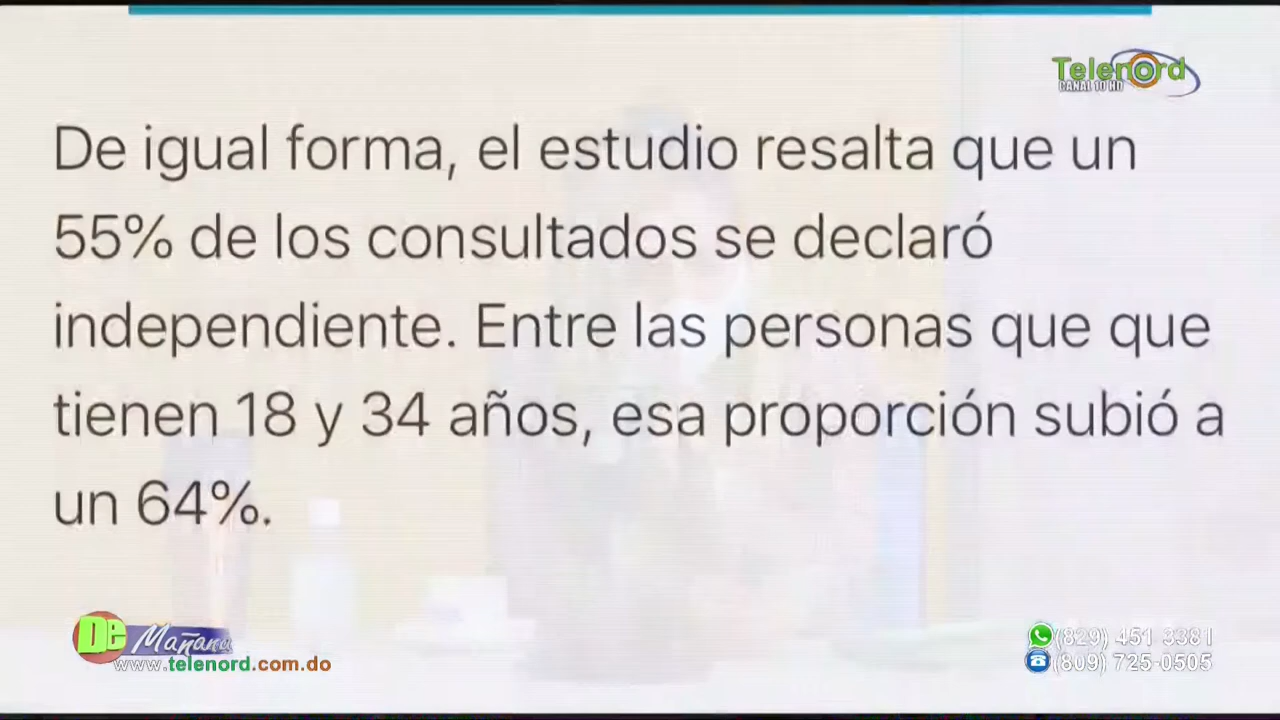 Telenord
CANAL 10 HD
De igual forma, el estudio resalta que un
55% de los consultados se declaró
independiente. Entre las personas que que
tienen 18 y 34 años, esa proporción subió a
un 64%.
De Mañana
www.telenord.com.do
(829) 451 3381
(809) 725-0505